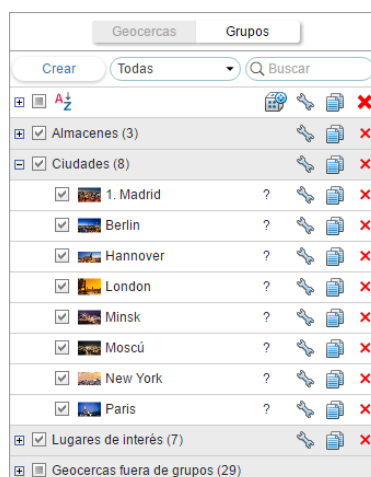 Geocercas Grupos
Crear Todas Buscar
AZ
Almacenes (3)
Ciudades (8)
1. Madrid ?
Berlin ?
Hannover ?
London ?
Minsk ?
Moscú ?
New York ?
Paris ?
Lugares de interés (7)
Geocercas fuera de grupos (29)